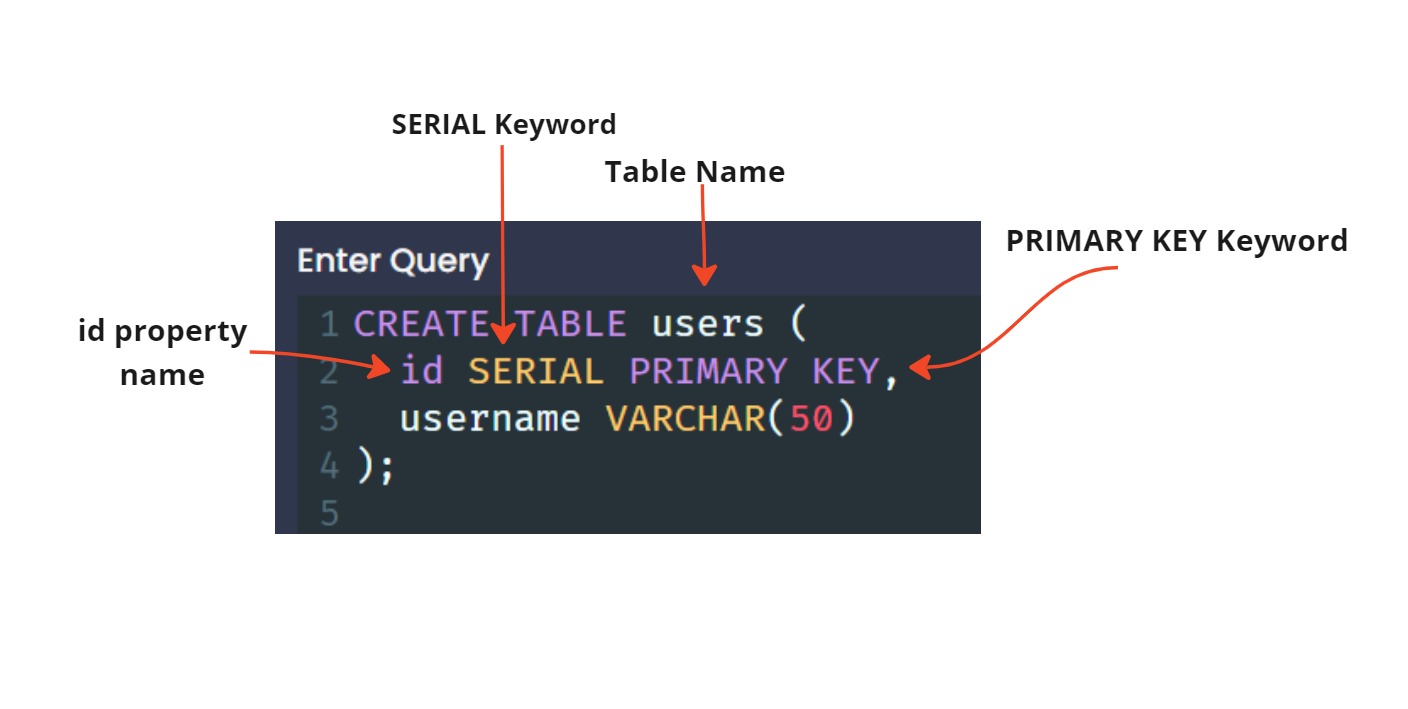 SERIAL Keyword
Table Name
PRIMARY KEY Keyword
id property
name
Enter Query
1 CREATE TABLE users (
2   id SERIAL PRIMARY KEY,
3   username VARCHAR(50)
4 );
5